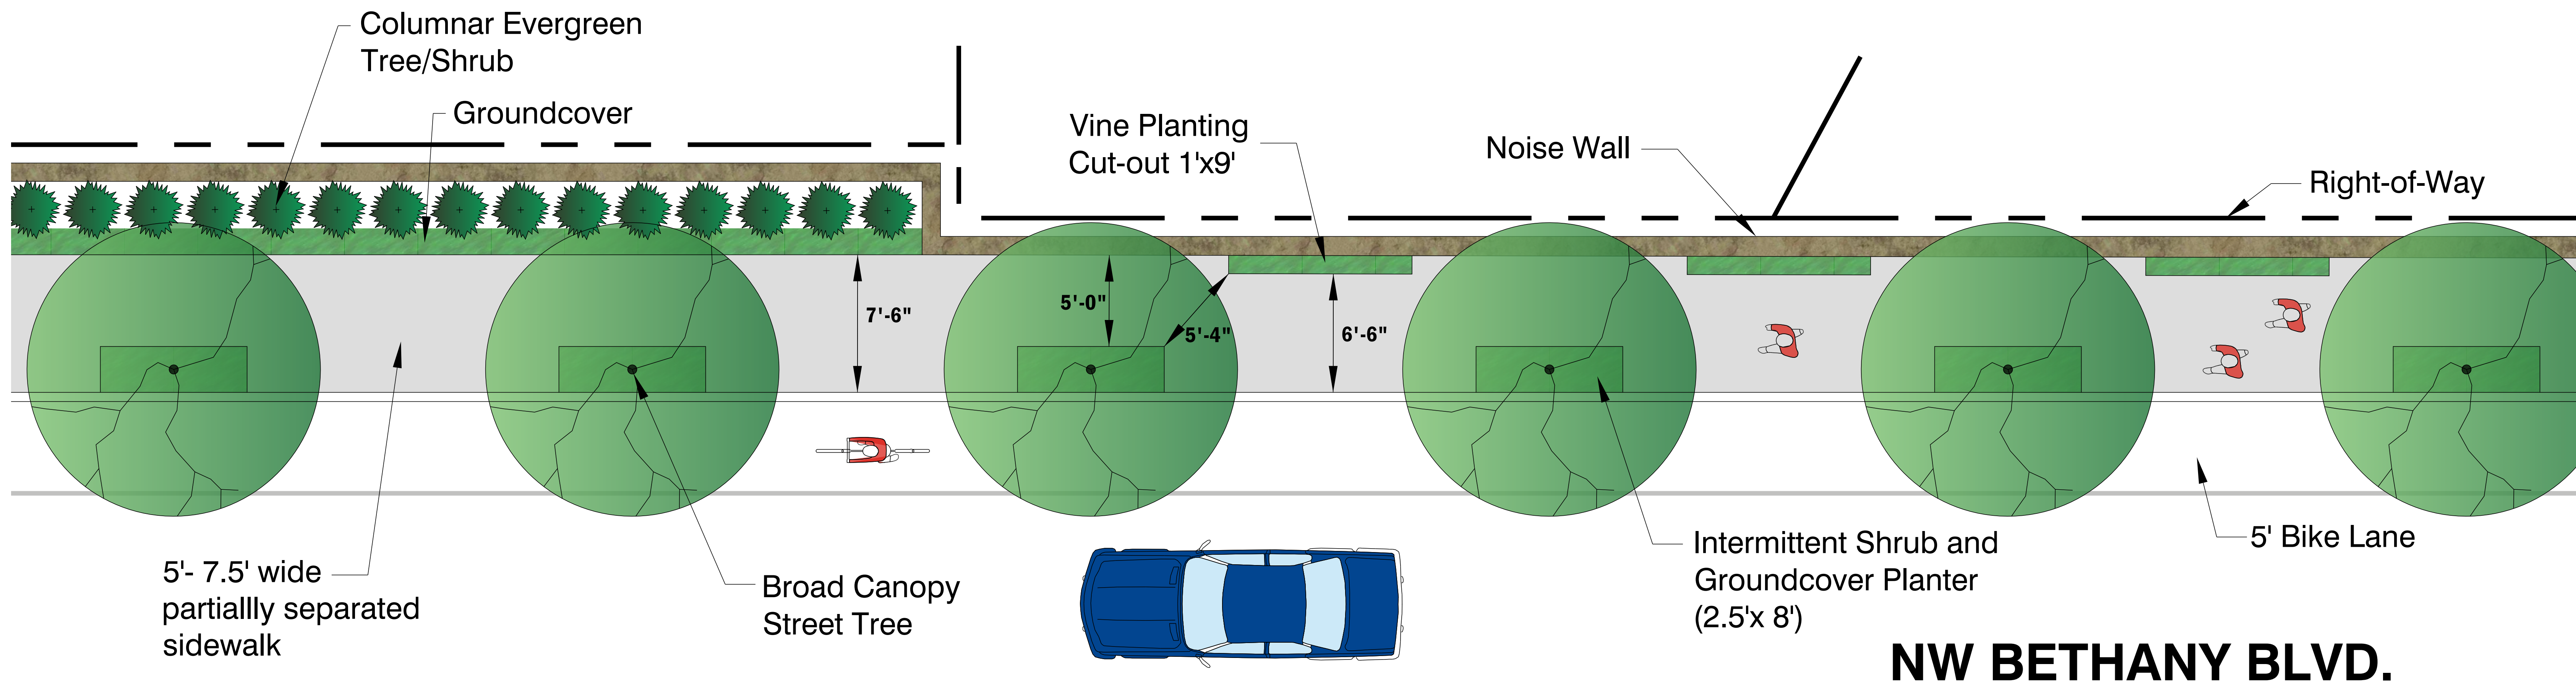 Columnar Evergreen
Tree/Shrub
Groundcover
Vine Planting
Cut-out 1'x9'
Noise Wall
Right-of-Way
7'-6"
5'-0"
5'-4"
6'-6"
5'- 7.5' wide
partiallly separated
sidewalk
Broad Canopy
Street Tree
Intermittent Shrub and
Groundcover Planter
(2.5'x 8')
5' Bike Lane
NW BETHANY BLVD.